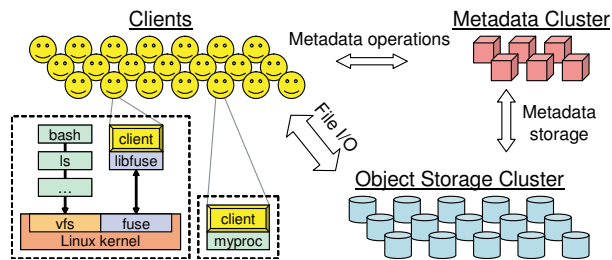 Clients
Metadata Cluster
Metadata operations
File I/O
Metadata
storage
Object Storage Cluster
bash
ls
...
client
libfuse
vfs
fuse
Linux kernel
client
myproc